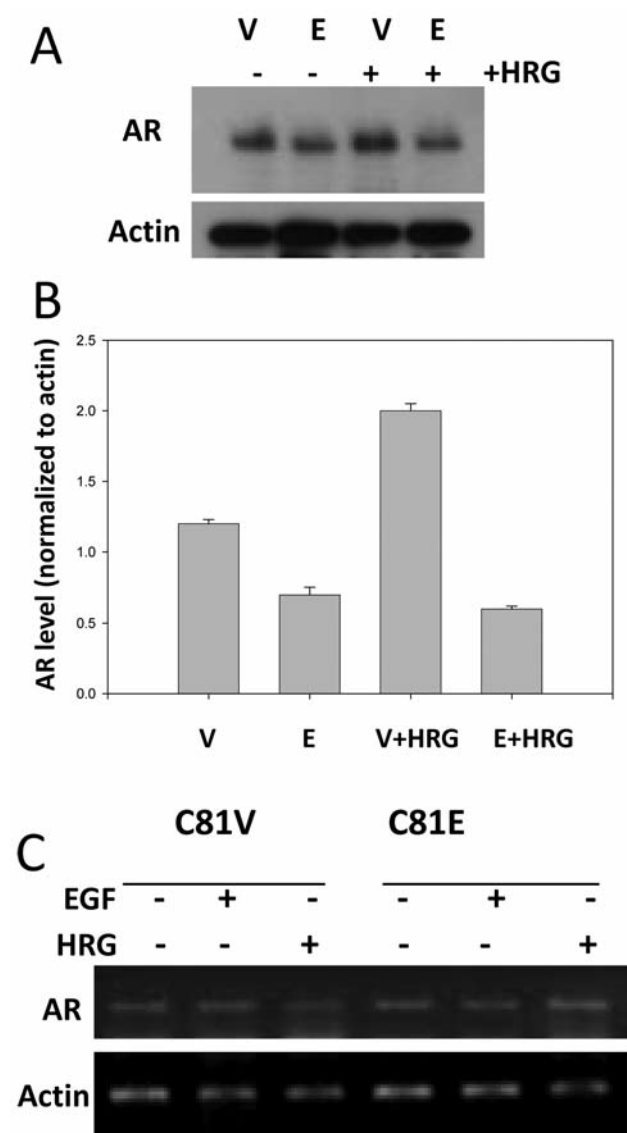 A
V E V E
- - + + +HRG
AR
Actin
B
AR level (normalized to actin)
2.5
2.0
1.5
1.0
0.5
0.0
V E V+HRG E+HRG
C81V C81E
C
EGF - + - - + -
HRG - - + - - +
AR
Actin